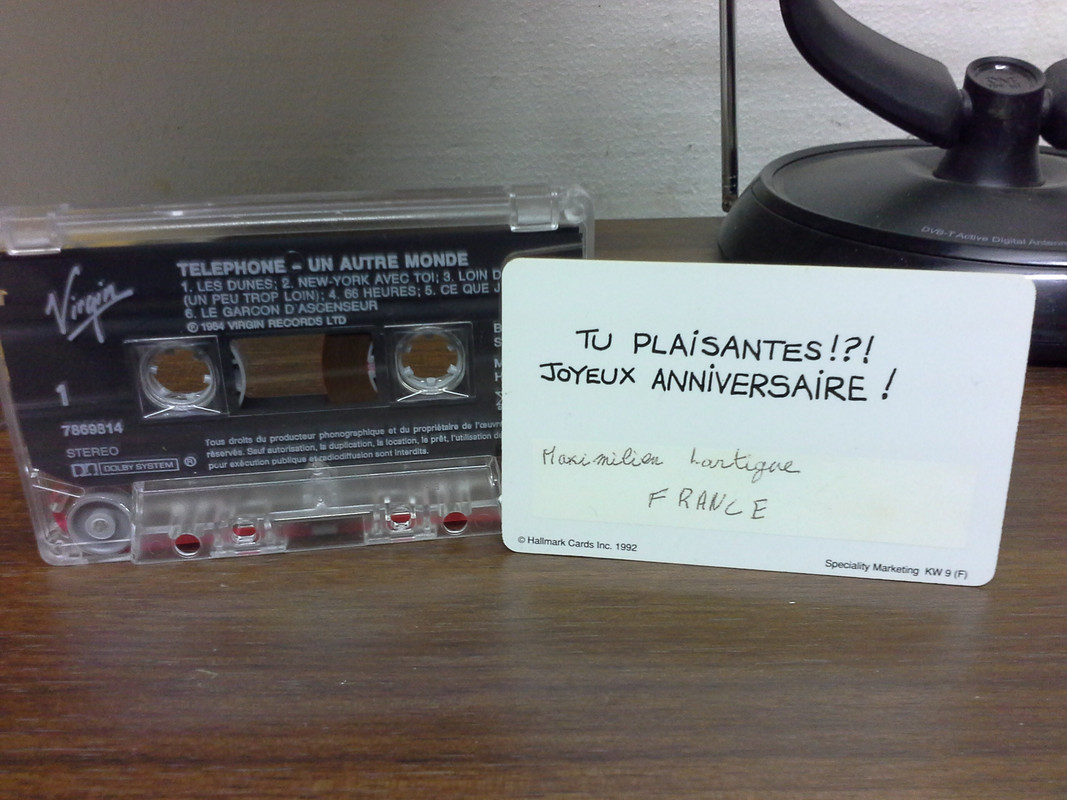 Virgin
TELEPHONE - UN AUTRE MONDE
1. LES DUNES; 2. NEW-YORK AVEC TOI; 3. LOIN D
(UN PEU TROP LOIN); 4. 66 HEURES; 5. CE QUE J
6. LE GARCON D'ASCENSEUR
℗ © 1984 VIRGIN RECORDS LTD
1
7869814
STEREO
DOLBY SYSTEM ®
Tous droits du producteur phonographique et du propriétaire de l'œuvre
réservés. Sauf autorisation, la duplication, la location, le prêt, l'utilisation de
pour exécution publique et radiodiffusion sont interdits.
TU PLAISANTES!?!
JOYEUX ANNIVERSAIRE!
Maximilien Lartigue
FRANCE
© Hallmark Cards Inc. 1992
Speciality Marketing KW 9 (F)
DVB-T Active Digital Antenna